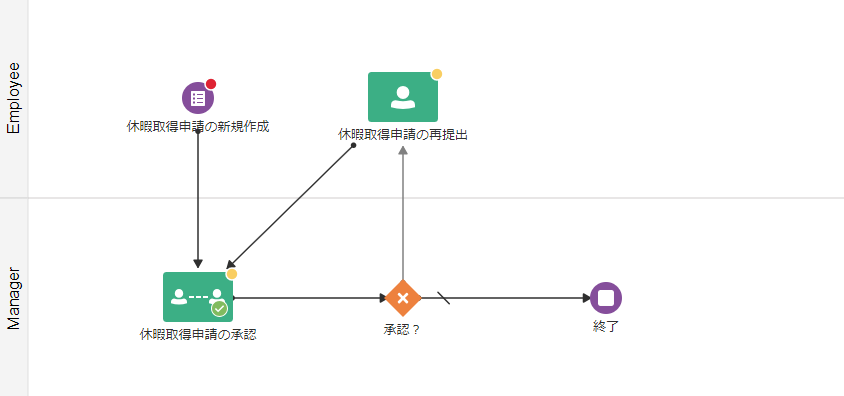 Employee
休暇取得申請の新規作成
休暇取得申請の再提出
Manager
休暇取得申請の承認
承認？
終了